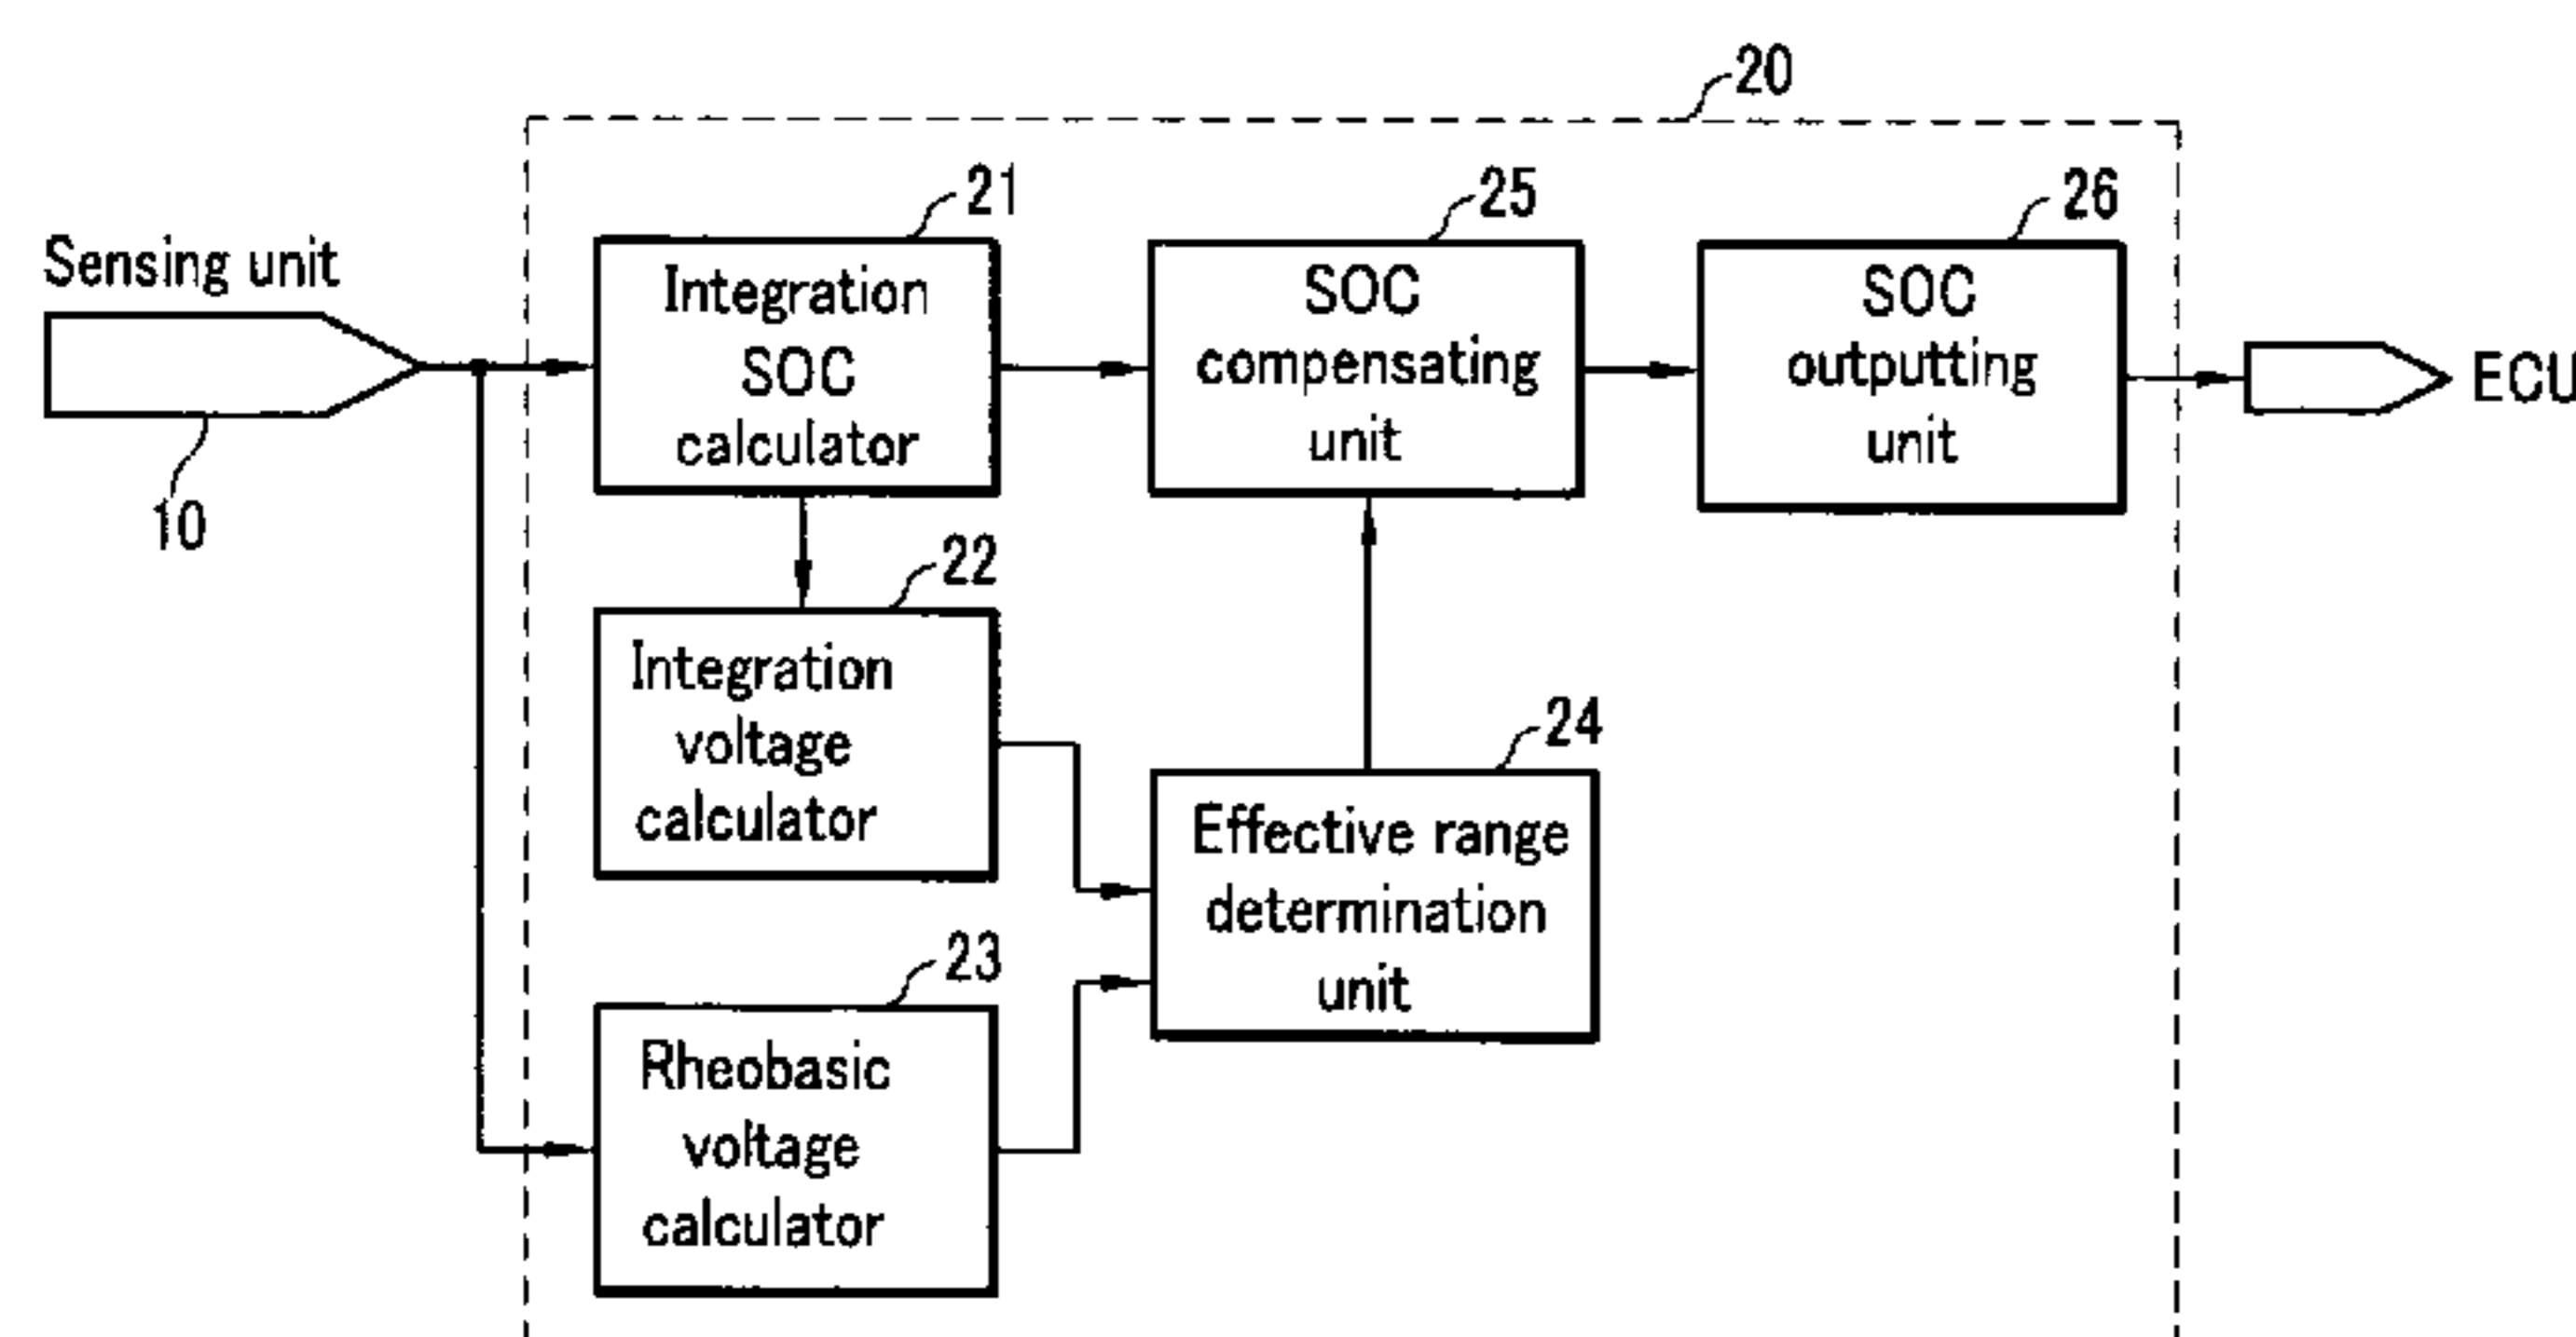 20
21
25
26
Sensing unit
Integration
SOC
calculator
SOC
compensating
unit
SOC
outputting
unit
ECU
10
22
Integration
voltage
calculator
24
Effective range
determination
unit
23
Rheobasic
voltage
calculator